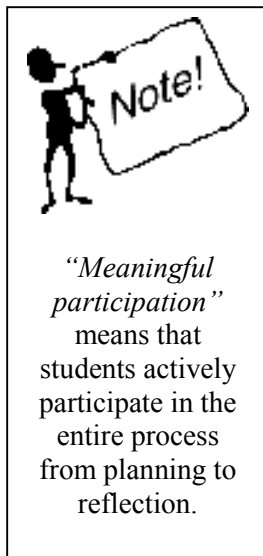 Note!
“Meaningful
participation”
means that
students actively
participate in the
entire process
from planning to
reflection.